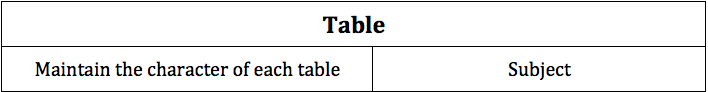 Table
Maintain the character of each table
Subject